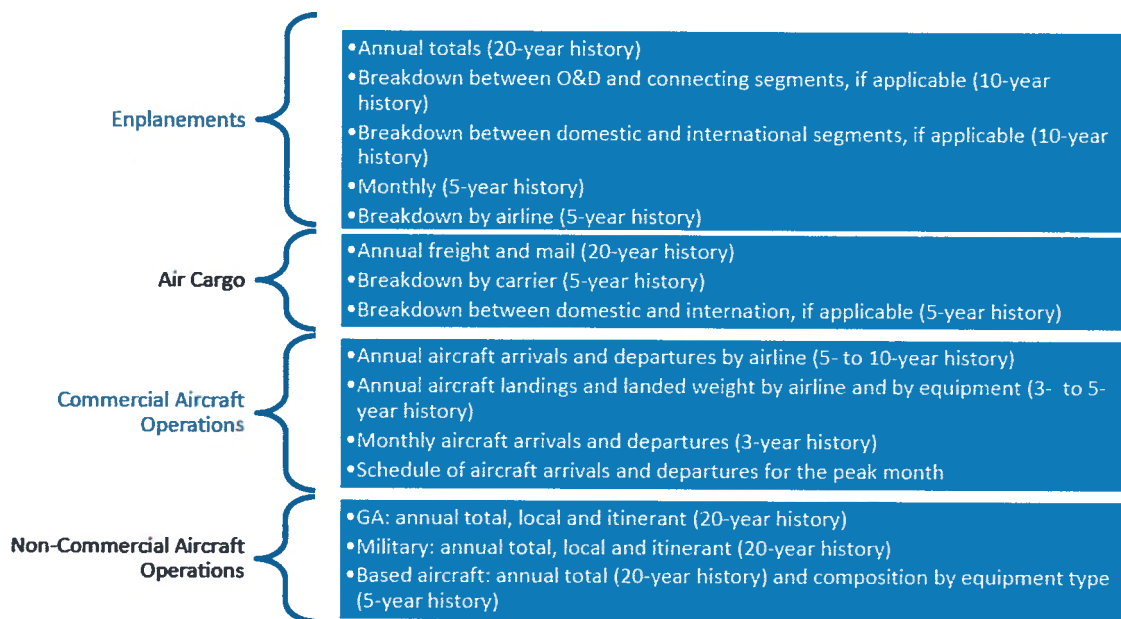 Enplanements
•Annual totals (20-year history)
•Breakdown between O&D and connecting segments, if applicable (10-year
history)
•Breakdown between domestic and international segments, if applicable (10-year
history)
•Monthly (5-year history)
•Breakdown by airline (5-year history)
Air Cargo
•Annual freight and mail (20-year history)
•Breakdown by carrier (5-year history)
•Breakdown between domestic and internation, if applicable (5-year history)
Commercial Aircraft
Operations
•Annual aircraft arrivals and departures by airline (5- to 10-year history)
•Annual aircraft landings and landed weight by airline and by equipment (3- to 5-
year history)
•Monthly aircraft arrivals and departures (3-year history)
•Schedule of aircraft arrivals and departures for the peak month
Non-Commercial Aircraft
Operations
•GA: annual total, local and itinerant (20-year history)
•Military: annual total, local and itinerant (20-year history)
•Based aircraft: annual total (20-year history) and composition by equipment type
(5-year history)